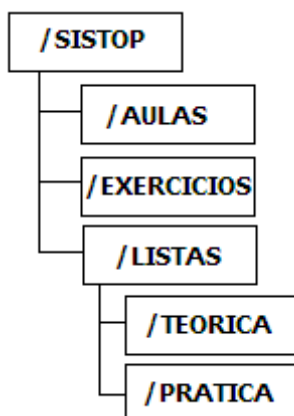 /SISTOP
/AULAS
/EXERCICIOS
/LISTAS
/TEORICA
/PRATICA